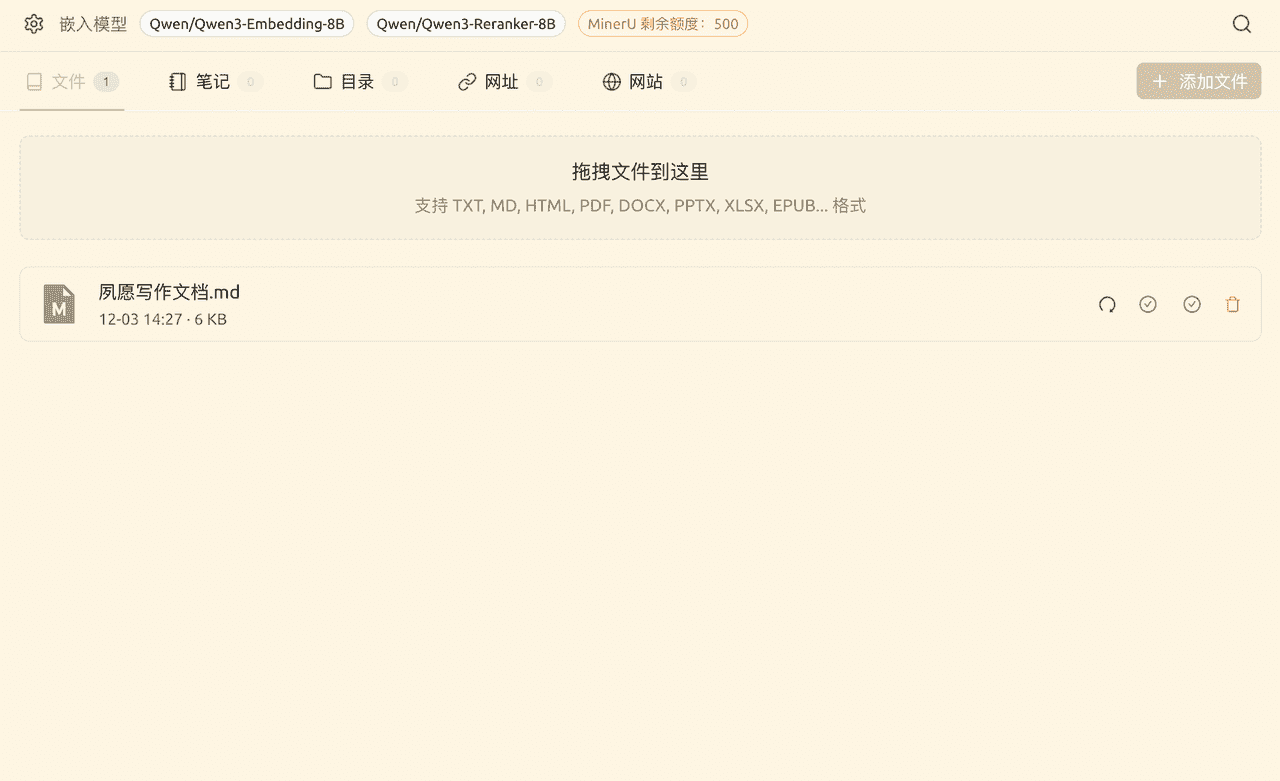 嵌入模型 Qwen/Qwen3-Embedding-8B Qwen/Qwen3-Reranker-8B MinerU 剩余额度：500
文件 1 笔记 0 目录 0 网址 0 网站 0 + 添加文件
拖拽文件到这里
支持 TXT, MD, HTML, PDF, DOCX, PPTX, XLSX, EPUB... 格式
M 夙愿写作文档.md
12-03 14:27 · 6 KB